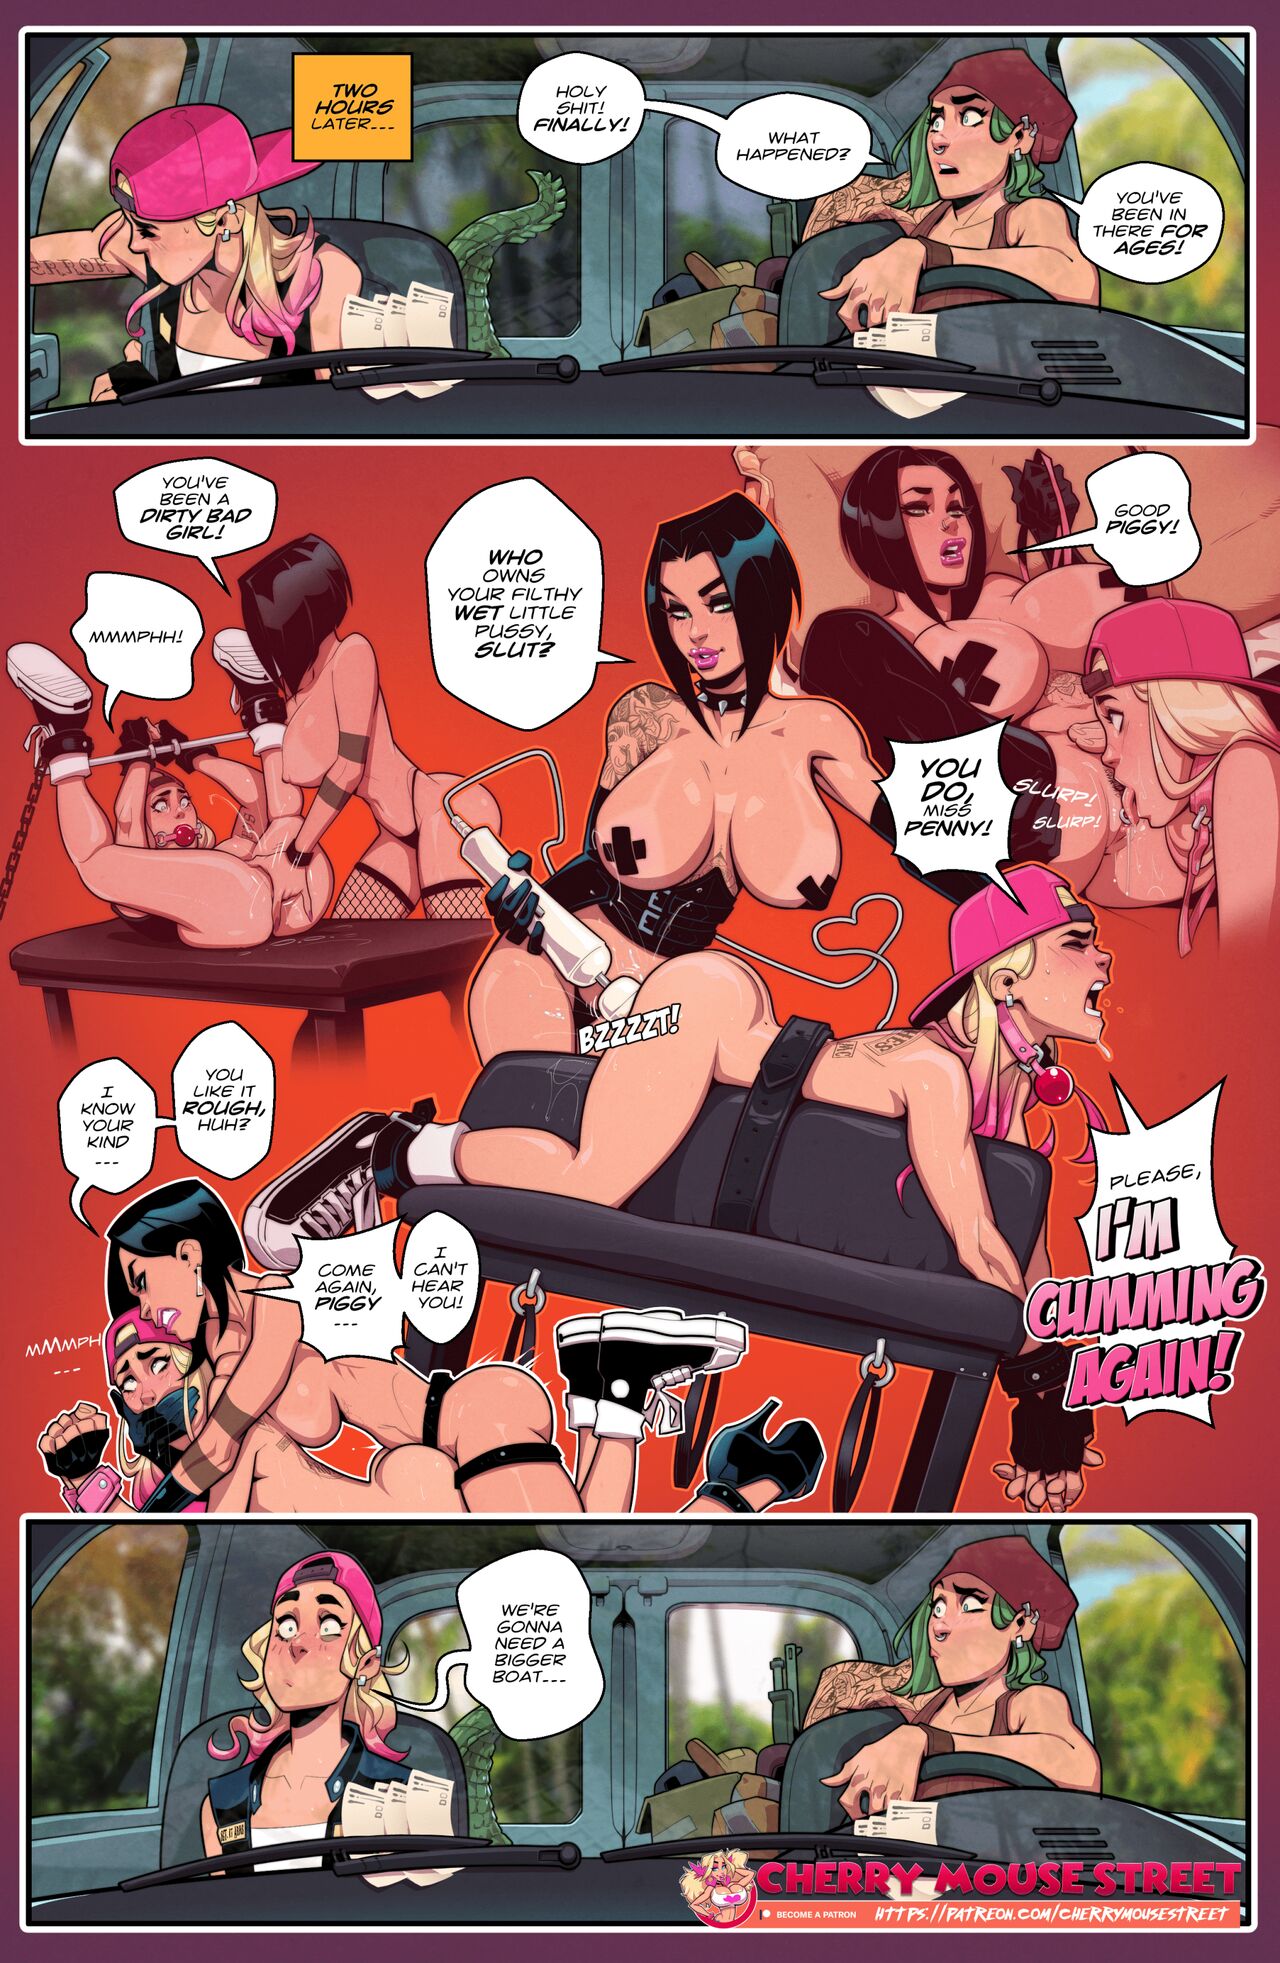 TWO
HOURS
LATER---
HOLY
SHIT!
FINALLY!
WHAT
HAPPENED?
YOU'VE
BEEN IN
THERE FOR
AGES!
ERROR
YOU'VE
BEEN A
DIRTY BAD
GIRL!
MMMPHH!
WHO
OWNS
YOUR FILTHY
WET LITTLE
PUSSY,
SLUT?
GOOD
PIGGY!
SLURP!
SLURP!
YOU
DO,
MISS
PENNY!
BZZZZT!
PLEASE,
I'M
CUMMING
AGAIN!
I
KNOW
YOUR
KIND
---
YOU
LIKE IT
ROUGH,
HUH?
MMMPH
---
COME
AGAIN,
PIGGY
---
I
CAN'T
HEAR
YOU!
WE'RE
GONNA
NEED A
BIGGER
BOAT---
CHERRY MOUSE STREET
BECOME A PATRON
HTTPS://PATREON.COM/CHERRYMOUSESTREET